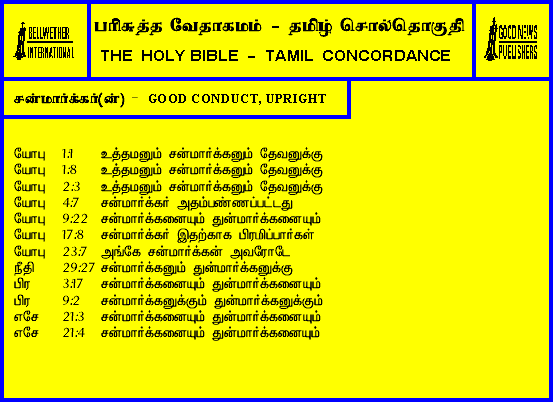 BELLWETHER
INTERNATIONAL
பரிசுத்த வேதாகமம் - தமிழ் சொல்தொகுதி
THE HOLY BIBLE - TAMIL CONCORDANCE
GOOD NEWS
PUBLISHERS
சன்மார்க்கர்(ன்) - GOOD CONDUCT, UPRIGHT
யோபு 1:1 உத்தமனும் சன்மார்க்கனும் தேவனுக்கு
யோபு 1:8 உத்தமனும் சன்மார்க்கனும் தேவனுக்கு
யோபு 2:3 உத்தமனும் சன்மார்க்கனும் தேவனுக்கு
யோபு 4:7 சன்மார்க்கர் அதம்பண்ணப்பட்டது
யோபு 9:22 சன்மார்க்கனையும் துன்மார்க்கனையும்
யோபு 17:8 சன்மார்க்கர் இதற்காக பிரமிப்பார்கள்
யோபு 23:7 அங்கே சன்மார்க்கன் அவரோடே
நீதி 29:27 சன்மார்க்கனும் துன்மார்க்கனுக்கு
பிர 3:17 சன்மார்க்கனையும் துன்மார்க்கனையும்
பிர 9:2 சன்மார்க்கனுக்கும் துன்மார்க்கனுக்கும்
எசே 21:3 சன்மார்க்கனையும் துன்மார்க்கனையும்
எசே 21:4 சன்மார்க்கனையும் துன்மார்க்கனையும்